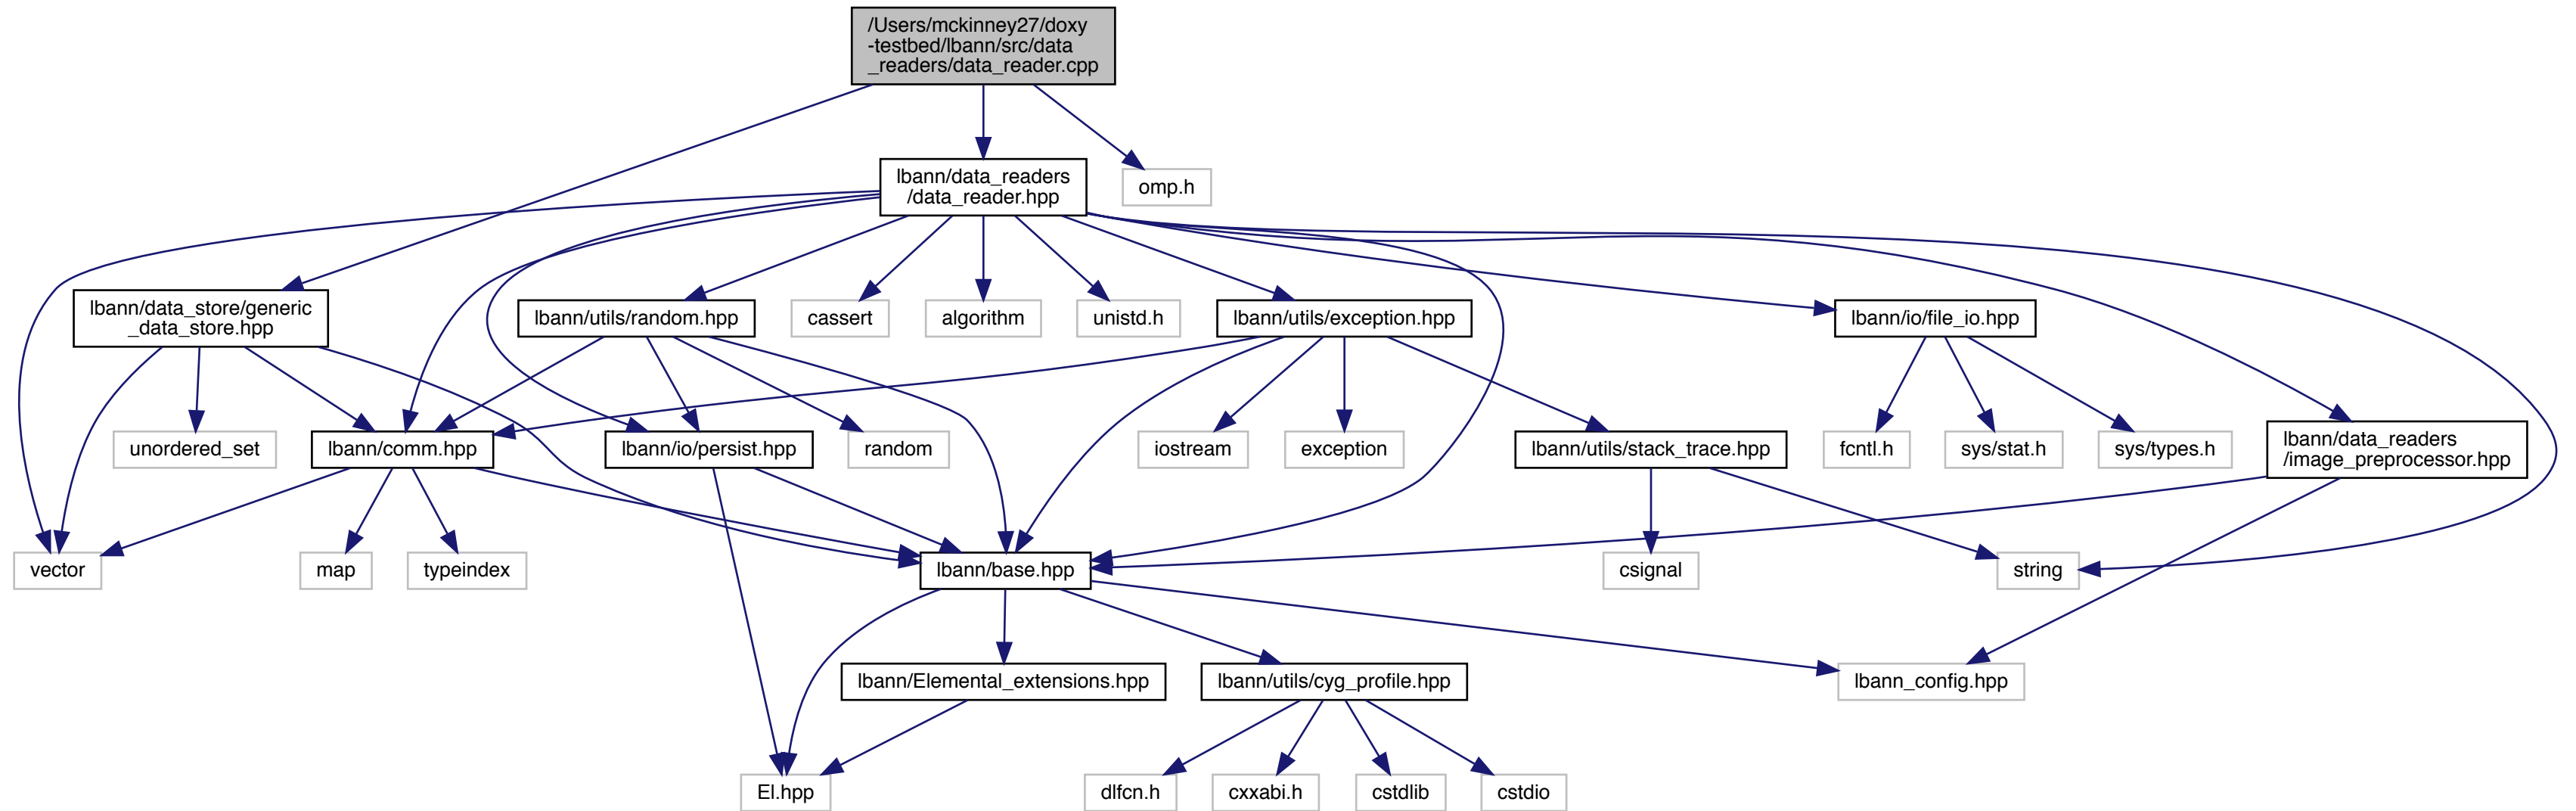 /Users/mckinney27/doxy
-testbed/lbann/src/data
_readers/data_reader.cpp
lbann/data_readers
/data_reader.hpp
omp.h
lbann/data_store/generic
_data_store.hpp
lbann/utils/random.hpp
cassert
algorithm
unistd.h
lbann/utils/exception.hpp
lbann/io/file_io.hpp
unordered_set
lbann/comm.hpp
lbann/io/persist.hpp
random
iostream
exception
lbann/utils/stack_trace.hpp
fcntl.h
sys/stat.h
sys/types.h
lbann/data_readers
/image_preprocessor.hpp
vector
map
typeindex
lbann/base.hpp
csignal
string
lbann/Elemental_extensions.hpp
lbann/utils/cyg_profile.hpp
lbann_config.hpp
El.hpp
dlfcn.h
cxxabi.h
cstdlib
cstdio